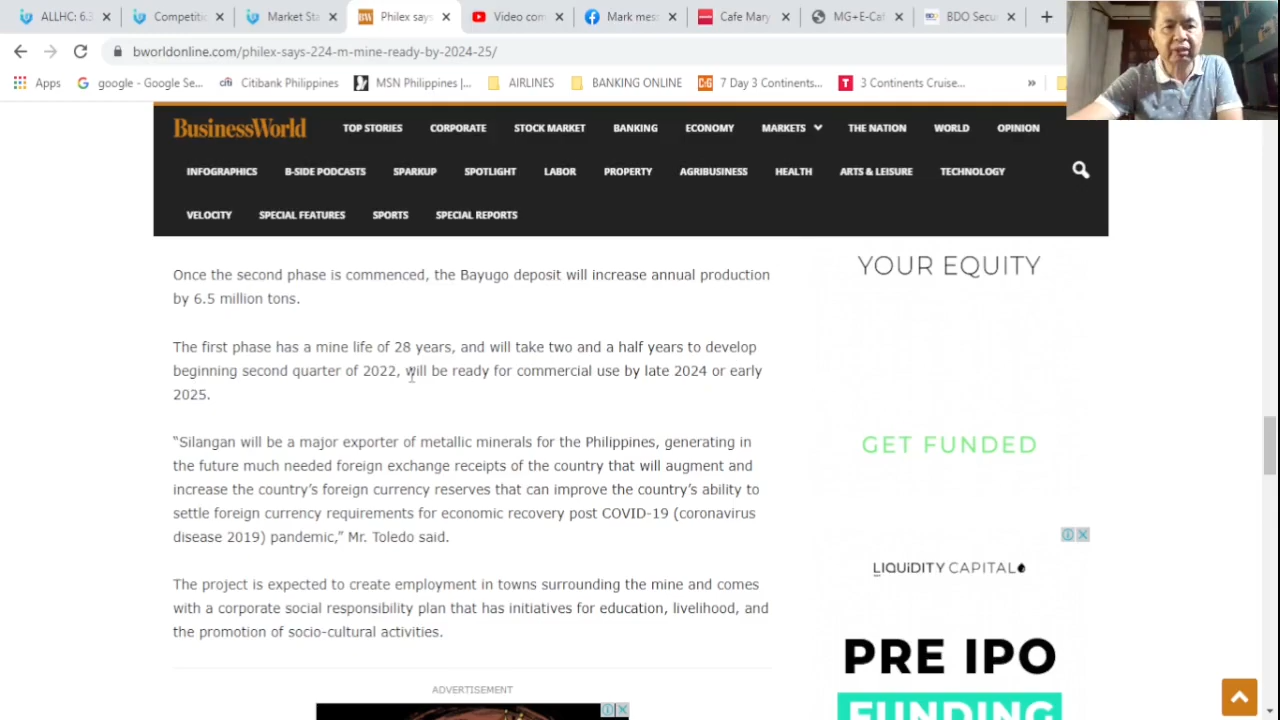 ALLHC: 6.3
Competitic
Market Sta
Philex says
Video com
Mark mess
Cafe Mary
MG+E-Caf
BDO Secu
bworldonline.com/philex-says-224-m-mine-ready-by-2024-25/
Apps
google - Google Se...
Citibank Philippines
MSN Philippines |...
AIRLINES
BANKING ONLINE
7 Day 3 Continents...
3 Continents Cruise...
BusinessWorld
TOP STORIES
CORPORATE
STOCK MARKET
BANKING
ECONOMY
MARKETS
THE NATION
WORLD
OPINION
INFOGRAPHICS
B-SIDE PODCASTS
SPARKUP
SPOTLIGHT
LABOR
PROPERTY
AGRIBUSINESS
HEALTH
ARTS & LEISURE
TECHNOLOGY
VELOCITY
SPECIAL FEATURES
SPORTS
SPECIAL REPORTS
Once the second phase is commenced, the Bayugo deposit will increase annual production
by 6.5 million tons.
The first phase has a mine life of 28 years, and will take two and a half years to develop
beginning second quarter of 2022, will be ready for commercial use by late 2024 or early
2025.
“Silangan will be a major exporter of metallic minerals for the Philippines, generating in
the future much needed foreign exchange receipts of the country that will augment and
increase the country’s foreign currency reserves that can improve the country’s ability to
settle foreign currency requirements for economic recovery post COVID-19 (coronavirus
disease 2019) pandemic,” Mr. Toledo said.
The project is expected to create employment in towns surrounding the mine and comes
with a corporate social responsibility plan that has initiatives for education, livelihood, and
the promotion of socio-cultural activities.
ADVERTISEMENT
YOUR EQUITY
GET FUNDED
LIQUIDITY CAPITAL
PRE IPO
FUNDING